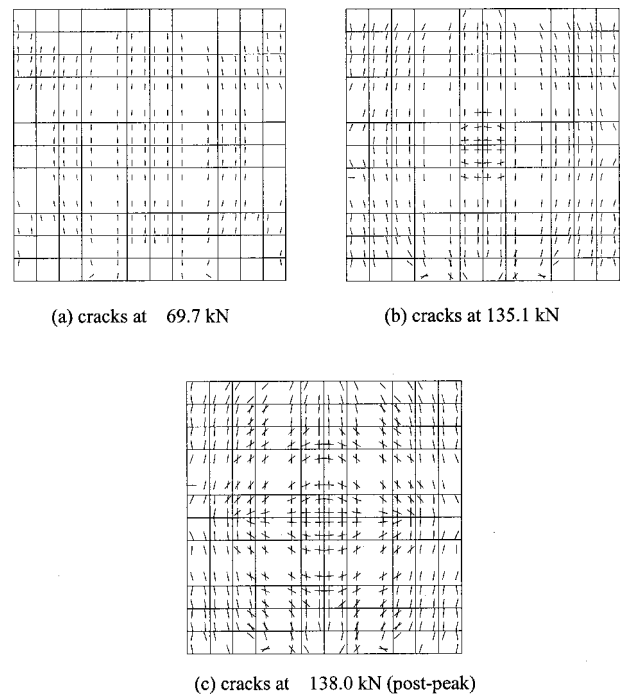 (a) cracks at 69.7 kN
(b) cracks at 135.1 kN
(c) cracks at 138.0 kN (post-peak)